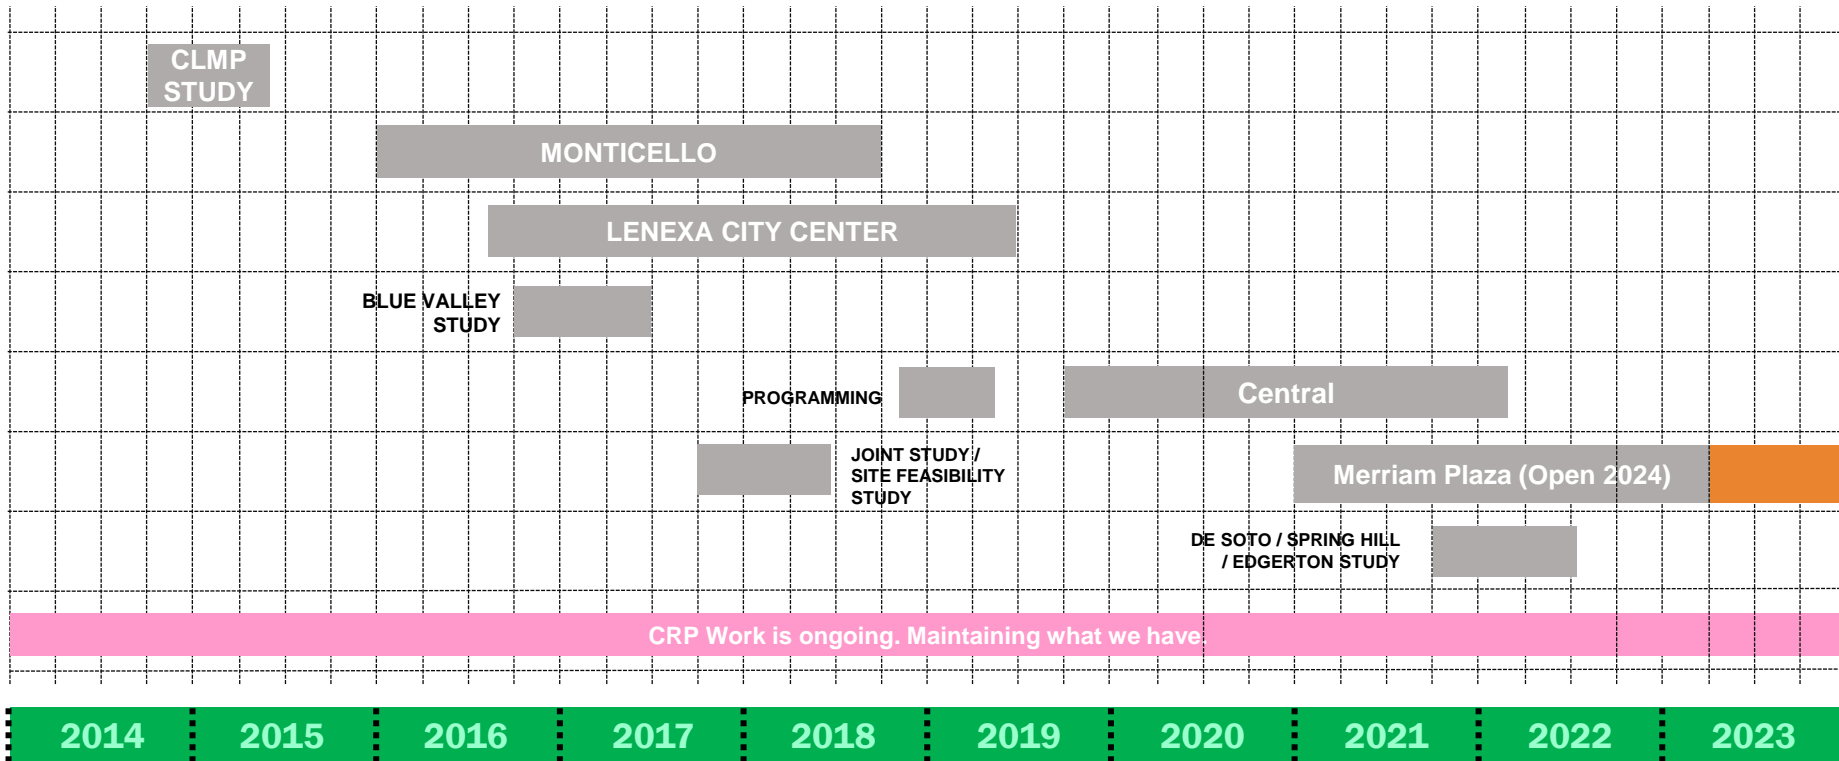 CLMP
STUDY
MONTICELLO
LENEXA CITY CENTER
BLUE VALLEY
STUDY
PROGRAMMING
Central
JOINT STUDY /
SITE FEASIBILITY
STUDY
Merriam Plaza (Open 2024)
DE SOTO / SPRING HILL
/ EDGERTON STUDY
CRP Work is ongoing. Maintaining what we have.
2014 2015 2016 2017 2018 2019 2020 2021 2022 2023